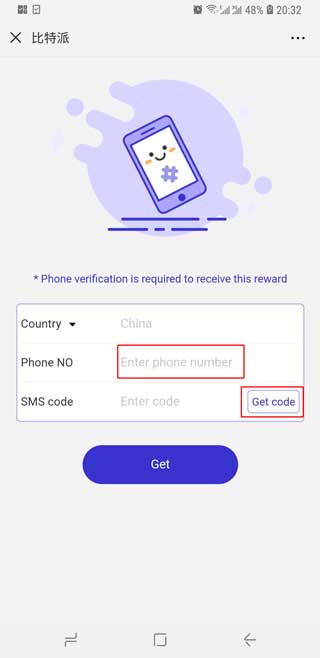 48% 20:32
比特派
* Phone verification is required to receive this reward
Country China
Phone NO Enter phone number
SMS code Enter code Get code
Get